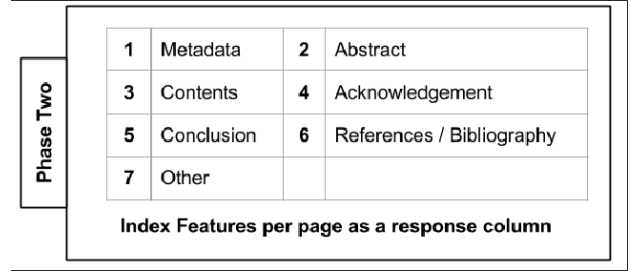 Phase Two
1 Metadata 2 Abstract
3 Contents 4 Acknowledgement
5 Conclusion 6 References / Bibliography
7 Other
Index Features per page as a response column